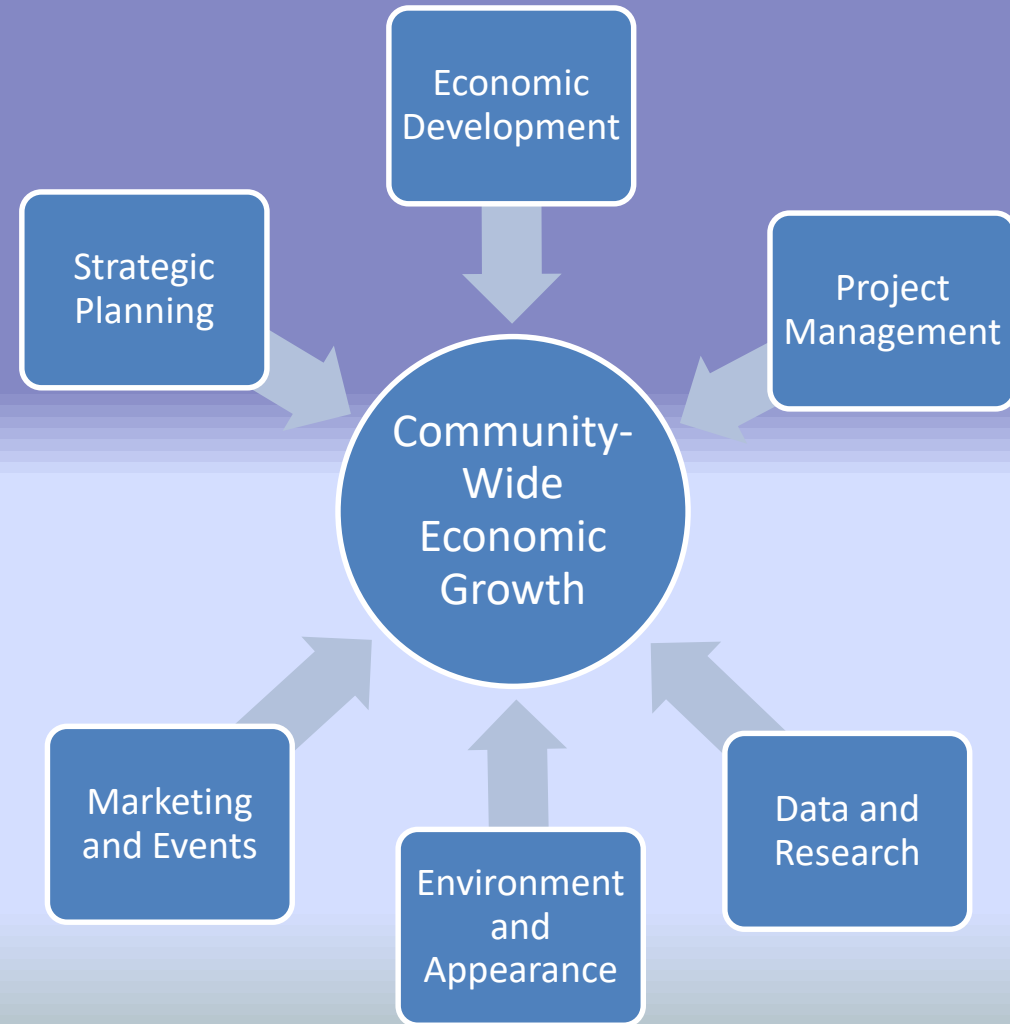 Economic
Development
Strategic
Planning
Project
Management
Community-
Wide
Economic
Growth
Marketing
and Events
Environment
and
Appearance
Data and
Research